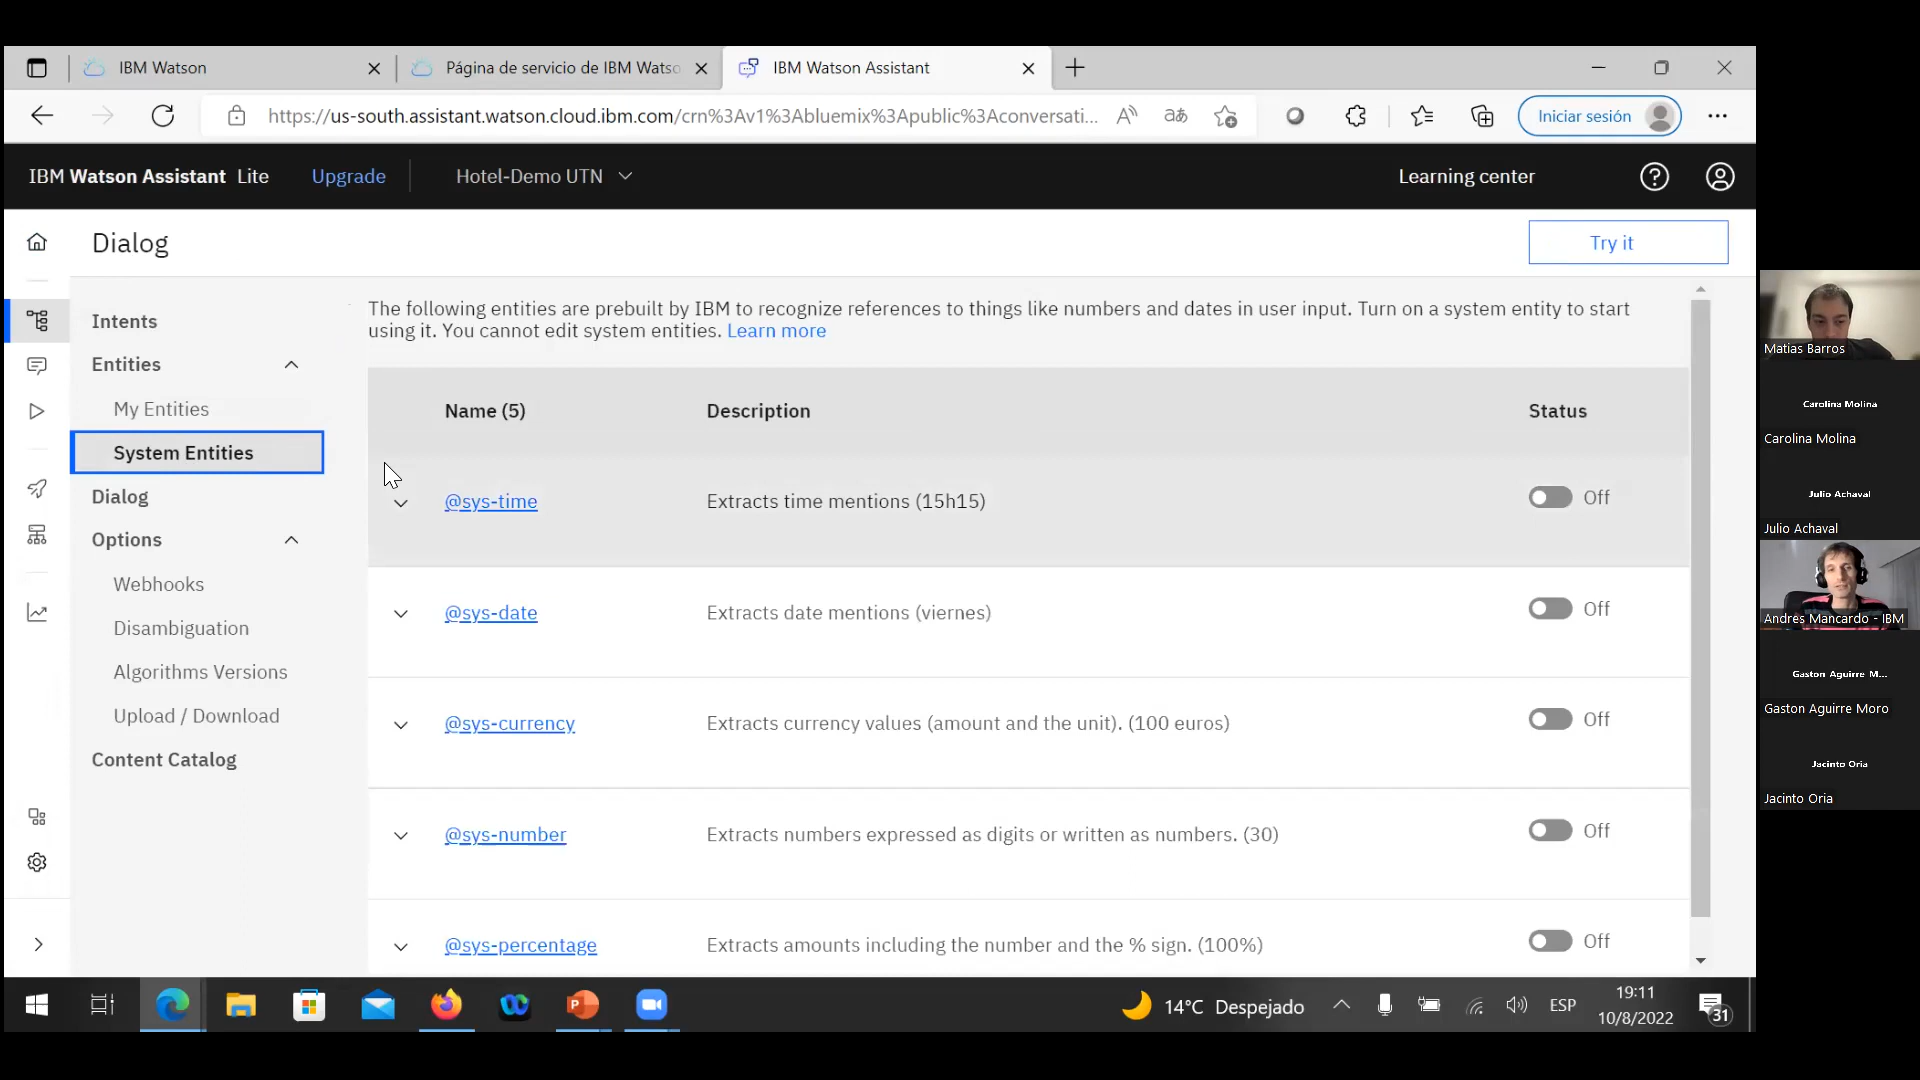 IBM Watson
Página de servicio de IBM Watso
IBM Watson Assistant
https://us-south.assistant.watson.cloud.ibm.com/crn%3Av1%3Abluemix%3Apublic%3Aconversati...
Iniciar sesión
IBM Watson Assistant Lite
Upgrade
Hotel-Demo UTN
Learning center
Dialog
Try it
Intents
Entities
My Entities
System Entities
Dialog
Options
Webhooks
Disambiguation
Algorithms Versions
Upload / Download
Content Catalog
The following entities are prebuilt by IBM to recognize references to things like numbers and dates in user input. Turn on a system entity to start
using it. You cannot edit system entities. Learn more
Name (5) Description Status
@sys-time Extracts time mentions (15h15) Off
@sys-date Extracts date mentions (viernes) Off
@sys-currency Extracts currency values (amount and the unit). (100 euros) Off
@sys-number Extracts numbers expressed as digits or written as numbers. (30) Off
@sys-percentage Extracts amounts including the number and the % sign. (100%) Off
Matias Barros
Carolina Molina
Carolina Molina
Julio Achaval
Julio Achaval
Andres Mancardo - IBM
Gaston Aguirre M...
Gaston Aguirre Moro
Jacinto Oria
Jacinto Oria
14°C Despejado
ESP
19:11
10/8/2022
31